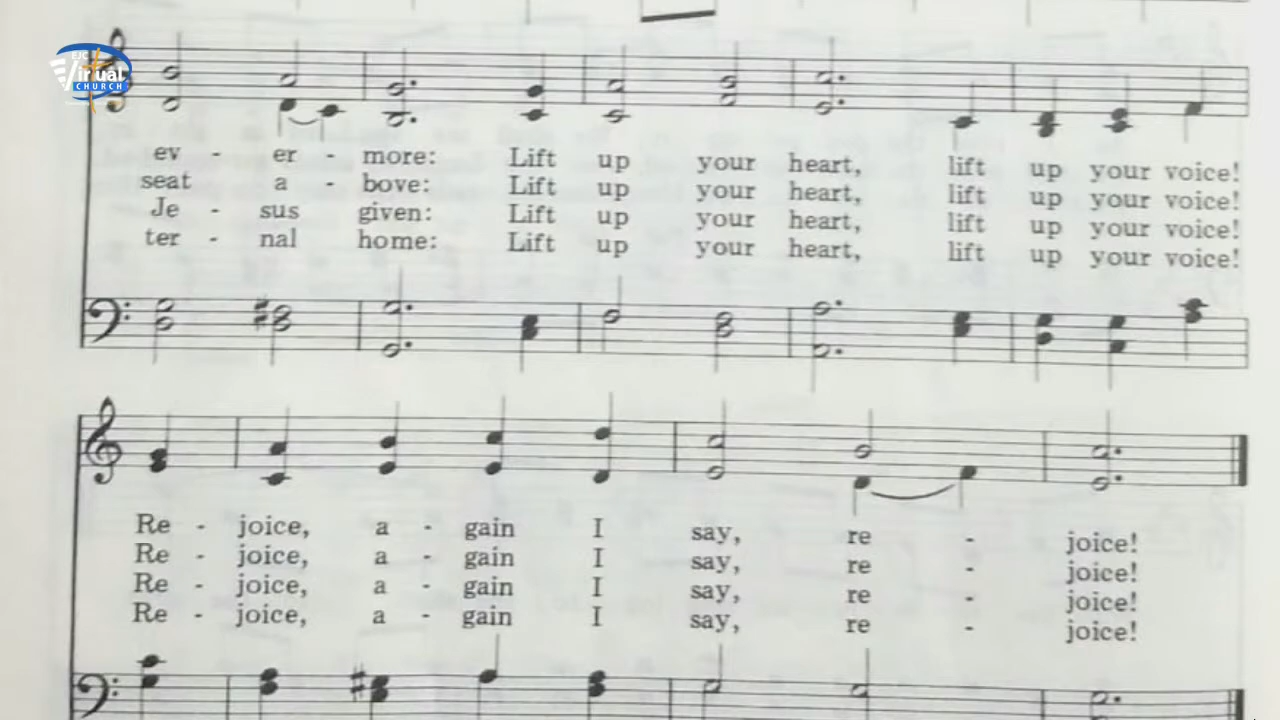 EJC
Virtual
CHURCH
ev - er - more: Lift up your heart, lift up your voice!
seat a - bove: Lift up your heart, lift up your voice!
Je - sus given: Lift up your heart, lift up your voice!
ter - nal home: Lift up your heart, lift up your voice!
Re - joice, a - gain I say, re - joice!
Re - joice, a - gain I say, re - joice!
Re - joice, a - gain I say, re - joice!
Re - joice, a - gain I say, re - joice!